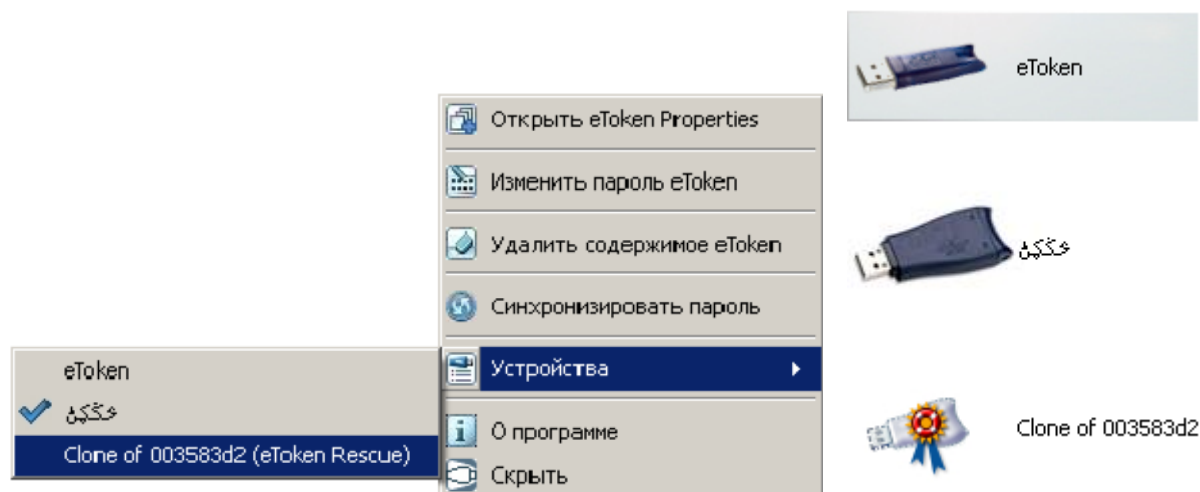 Открыть eToken Properties
Изменить пароль eToken
Удалить содержимое eToken
Синхронизировать пароль
Устройства
О программе
Скрыть
eToken
Clone of 003583d2 (eToken Rescue)
eToken
Clone of 003583d2